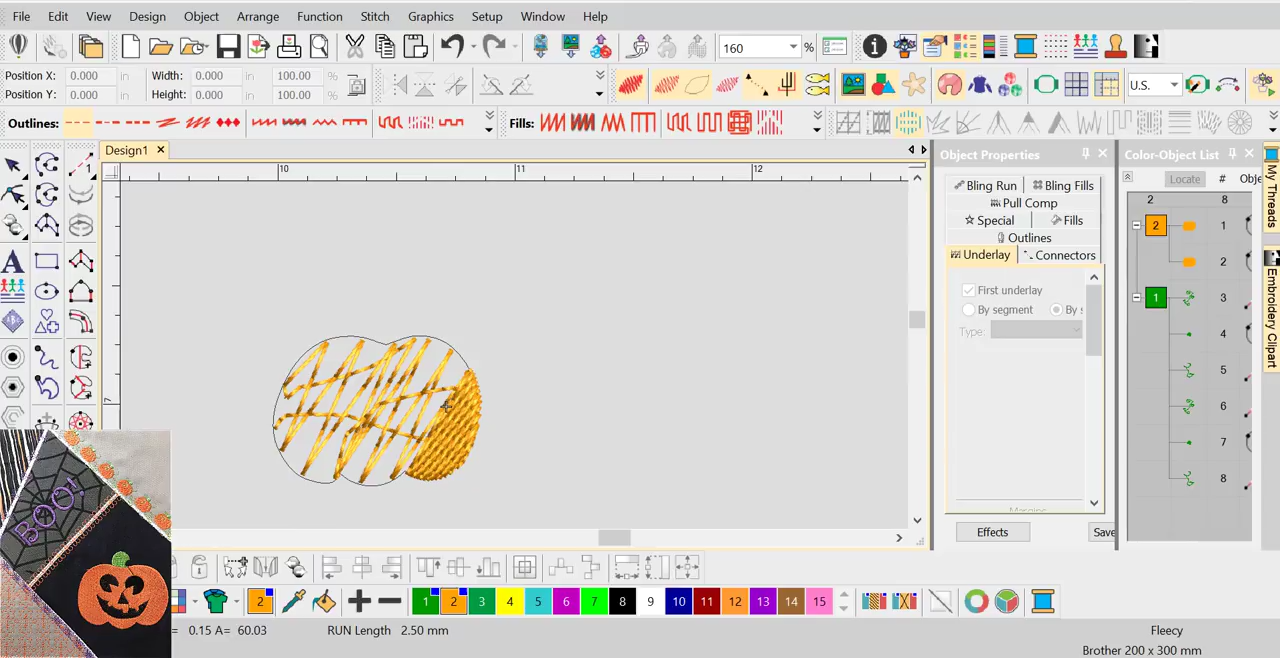 File Edit View Design Object Arrange Function Stitch Graphics Setup Window Help
160 %
Position X: 0.000 in Width: 0.000 in 100.00 %
Position Y: 0.000 in Height: 0.000 in 100.00 %
U.S.
Outlines: Fills:
Design1
Object Properties
Color-Object List
10 11 12
7
Bling Run Bling Fills
Pull Comp
Special Fills
Outlines
Underlay Connectors
First underlay
By segment By s
Type:
Effects Save
Locate # Obje
2 8
2 1
2
1 3
4
5
6
7
8
My Threads
Embroidery Clipart
BOO!
2 1 2 3 4 5 6 7 8 9 10 11 12 13 14 15
= 0.15 A= 60.03 RUN Length 2.50 mm
Fleecy
Brother 200 x 300 mm